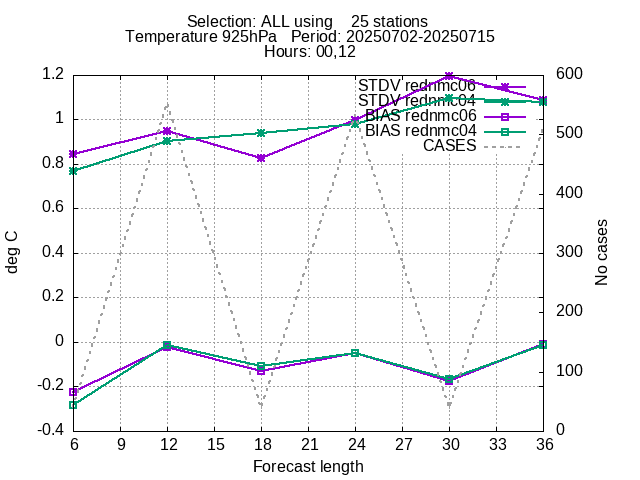 Selection: ALL using    25 stations
Temperature 925hPa   Period: 20250702-20250715
Hours: 00,12
STDV rednmc06
STDV rednmc04
BIAS rednmc06
BIAS rednmc04
CASES
deg C
1.2
1
0.8
0.6
0.4
0.2
0
-0.2
-0.4
600
500
400
300
200
100
0
No cases
6 9 12 15 18 21 24 27 30 33 36
Forecast length